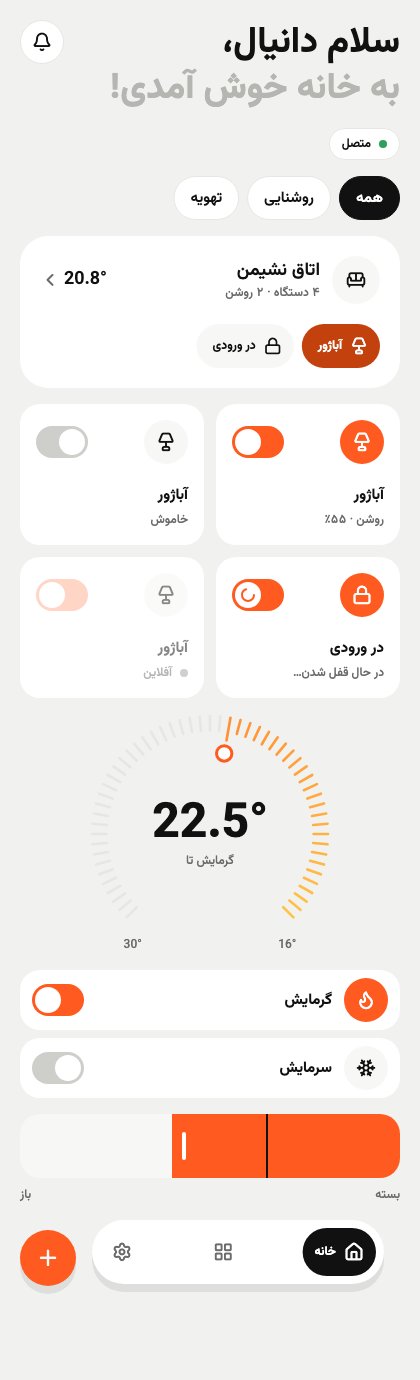 سلام دانیال،
به خانه خوش آمدی!
متصل
همه
روشنایی
تهویه
اتاق نشیمن
۴ دستگاه · ۲ روشن
20.8°
آباژور
در ورودی
آباژور
روشن · ۵۵٪
آباژور
خاموش
در ورودی
در حال قفل شدن…
آباژور
آفلاین
22.5°
گرمایش تا
16°
30°
گرمایش
سرمایش
بسته
باز
خانه